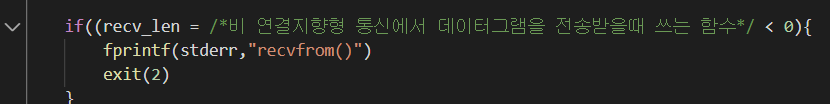 if((recv_len = /*비 연결지향형 통신에서 데이터그램을 전송받을때 쓰는 함수*/ < 0){
fprintf(stderr,"recvfrom()")
exit(2)
}